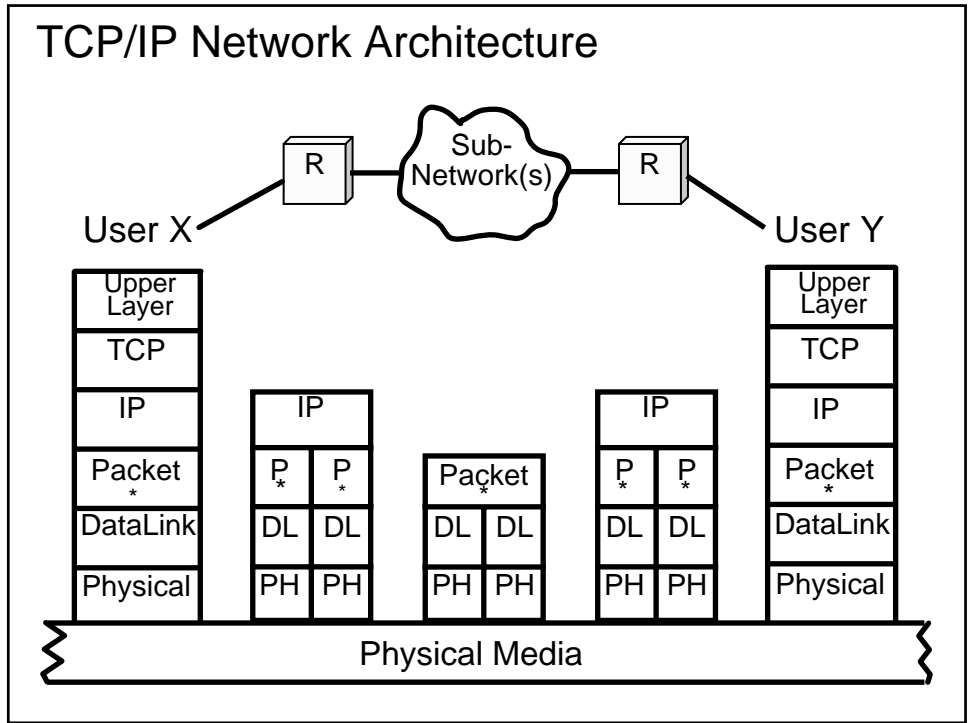 TCP/IP Network Architecture
R
Sub-
Network(s)
R
User X
User Y
Upper
Layer
TCP
IP
Packet
*
DataLink
Physical
IP
P
*
P
*
DL
DL
PH
PH
Packet
*
DL
DL
PH
PH
IP
P
*
P
*
DL
DL
PH
PH
Upper
Layer
TCP
IP
Packet
*
DataLink
Physical
Physical Media